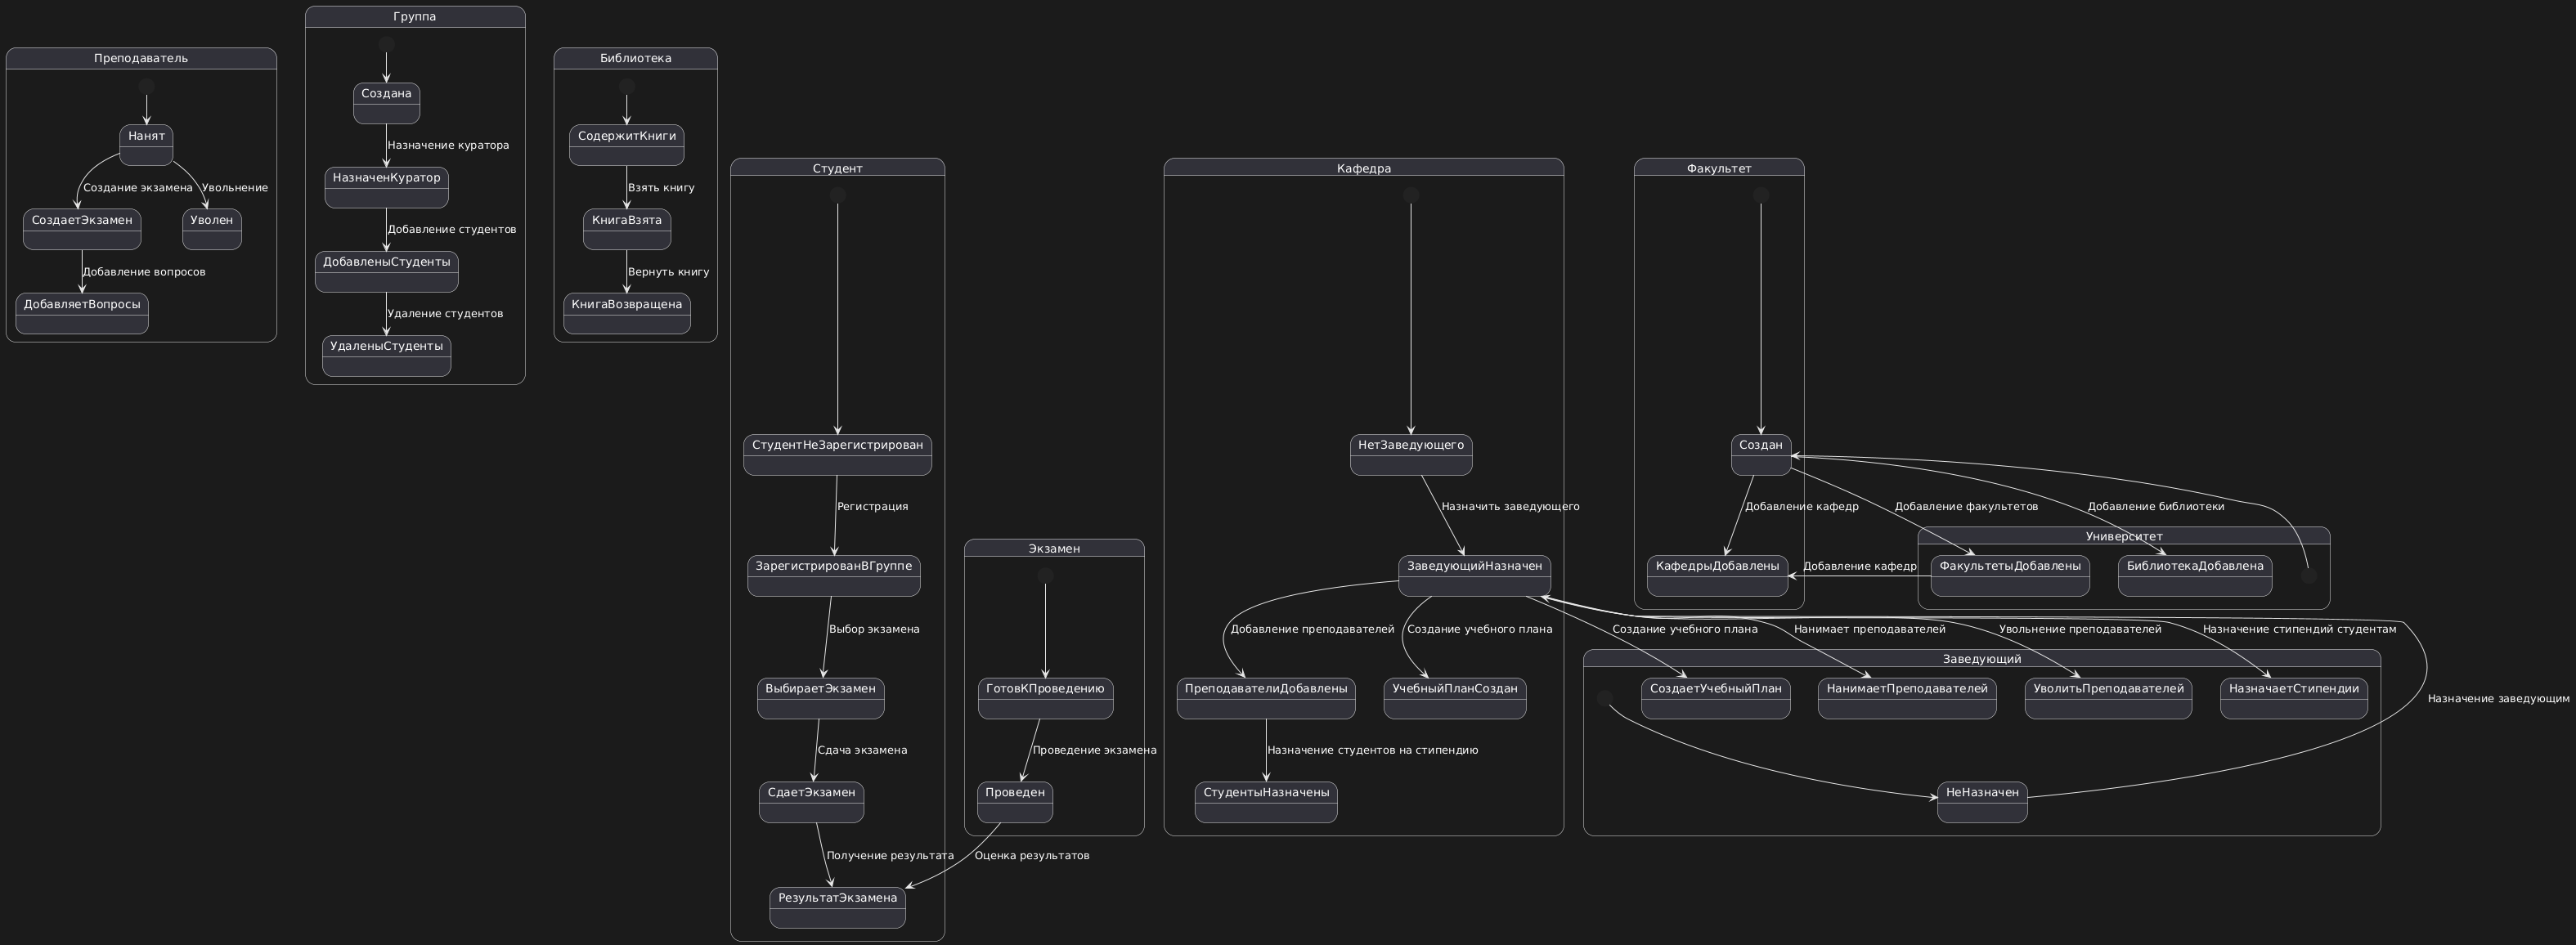 Преподаватель
Нанят
Создание экзамена
Увольнение
СоздаетЭкзамен
Уволен
Добавление вопросов
ДобавляетВопросы
Группа
Создана
Назначение куратора
НазначенКуратор
Добавление студентов
ДобавленыСтуденты
Удаление студентов
УдаленыСтуденты
Библиотека
СодержитКниги
Взять книгу
КнигаВзята
Вернуть книгу
КнигаВозвращена
Студент
СтудентНеЗарегистрирован
Регистрация
ЗарегистрированВГруппе
Выбор экзамена
ВыбираетЭкзамен
Сдача экзамена
СдаетЭкзамен
Получение результата
РезультатЭкзамена
Экзамен
ГотовКПроведению
Проведение экзамена
Проведен
Оценка результатов
Кафедра
НетЗаведующего
Назначить заведующего
ЗаведующийНазначен
Добавление преподавателей
Создание учебного плана
ПреподавателиДобавлены
УчебныйПланСоздан
Назначение студентов на стипендию
СтудентыНазначены
Факультет
Создан
Добавление кафедр
КафедрыДобавлены
Добавление факультетов
Добавление библиотеки
Университет
Добавление кафедр
ФакультетыДобавлены
БиблиотекаДобавлена
Создание учебного плана
Нанимает преподавателей
Увольнение преподавателей
Назначение стипендий студентам
Заведующий
СоздаетУчебныйПлан
НанимаетПреподавателей
УволитьПреподавателей
НазначаетСтипендии
Назначение заведующим
НеНазначен